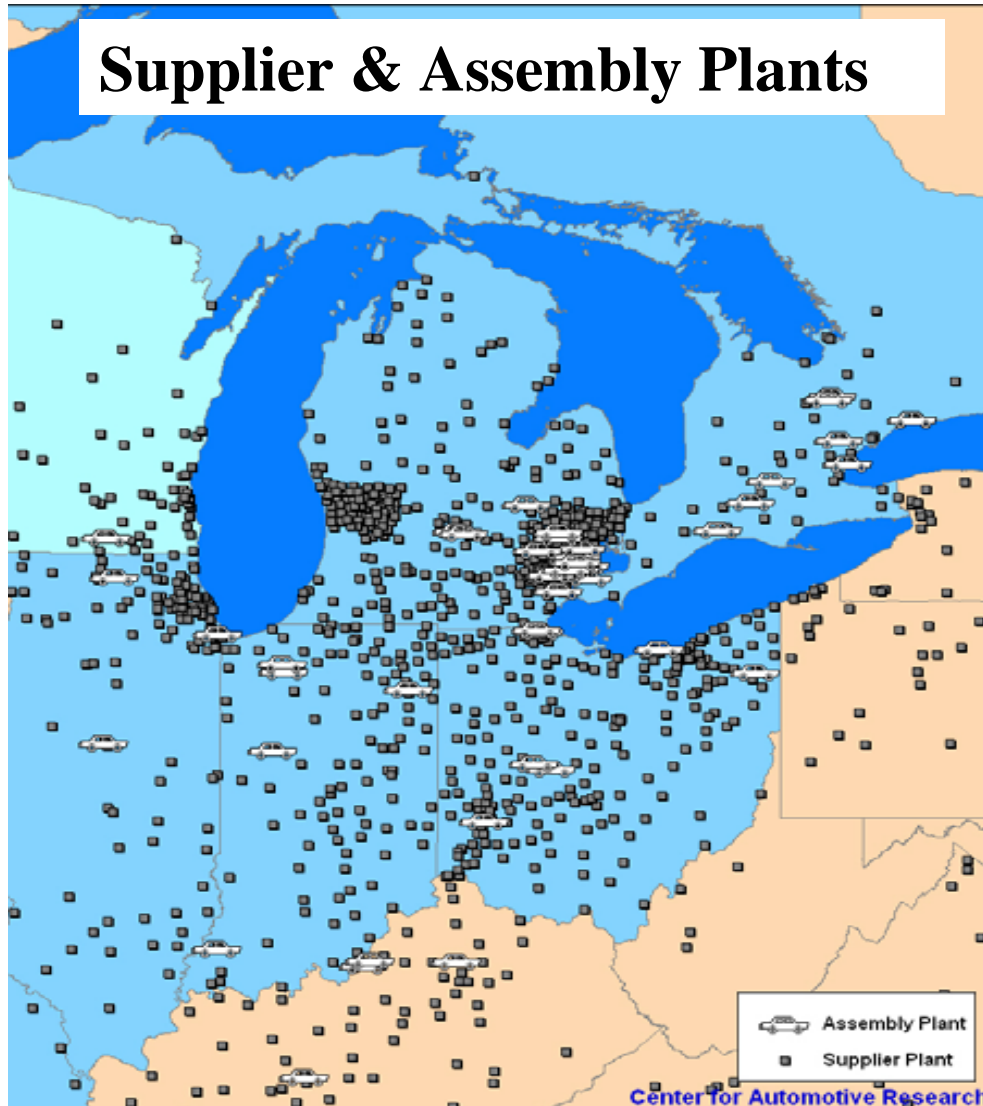 Supplier & Assembly Plants
Assembly Plant
Supplier Plant
Center for Automotive Research